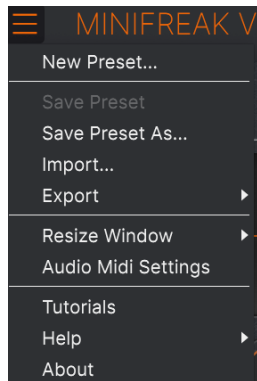 MINIFREAK V
New Preset...
Save Preset
Save Preset As...
Import...
Export
Resize Window
Audio Midi Settings
Tutorials
Help
About